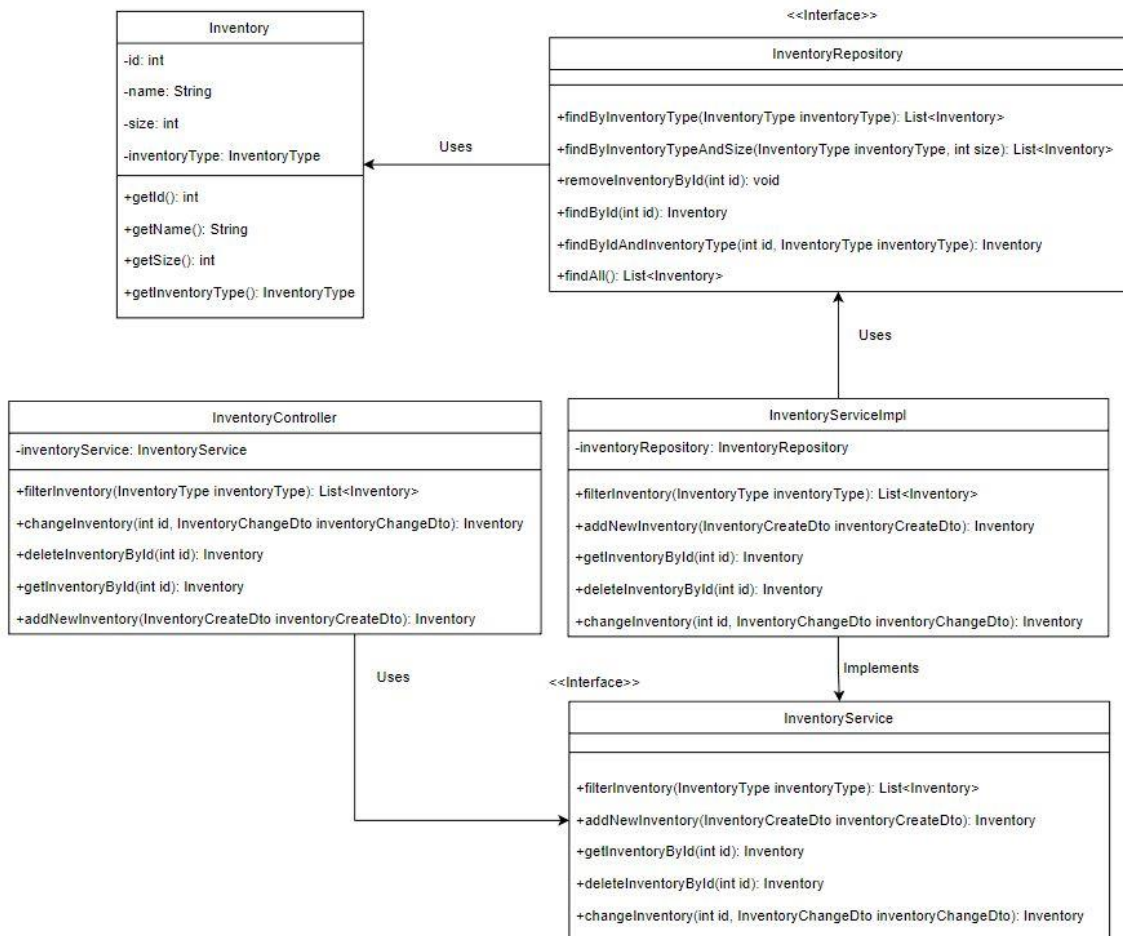 Inventory
-id: int
-name: String
-size: int
-inventoryType: InventoryType
+getId(): int
+getName(): String
+getSize(): int
+getInventoryType(): InventoryType
Uses
<<Interface>>
InventoryRepository
+findByInventoryType(InventoryType inventoryType): List<Inventory>
+findByInventoryTypeAndSize(InventoryType inventoryType, int size): List<Inventory>
+removeInventoryById(int id): void
+findById(int id): Inventory
+findByIdAndInventoryType(int id, InventoryType inventoryType): Inventory
+findAll(): List<Inventory>
Uses
InventoryController
-inventoryService: InventoryService
+filterInventory(InventoryType inventoryType): List<Inventory>
+changeInventory(int id, InventoryChangeDto inventoryChangeDto): Inventory
+deleteInventoryById(int id): Inventory
+getInventoryById(int id): Inventory
+addNewInventory(InventoryCreateDto inventoryCreateDto): Inventory
InventoryServiceImpl
-inventoryRepository: InventoryRepository
+filterInventory(InventoryType inventoryType): List<Inventory>
+addNewInventory(InventoryCreateDto inventoryCreateDto): Inventory
+getInventoryById(int id): Inventory
+deleteInventoryById(int id): Inventory
+changeInventory(int id, InventoryChangeDto inventoryChangeDto): Inventory
Uses
Implements
<<Interface>>
InventoryService
+filterInventory(InventoryType inventoryType): List<Inventory>
+addNewInventory(InventoryCreateDto inventoryCreateDto): Inventory
+getInventoryById(int id): Inventory
+deleteInventoryById(int id): Inventory
+changeInventory(int id, InventoryChangeDto inventoryChangeDto): Inventory